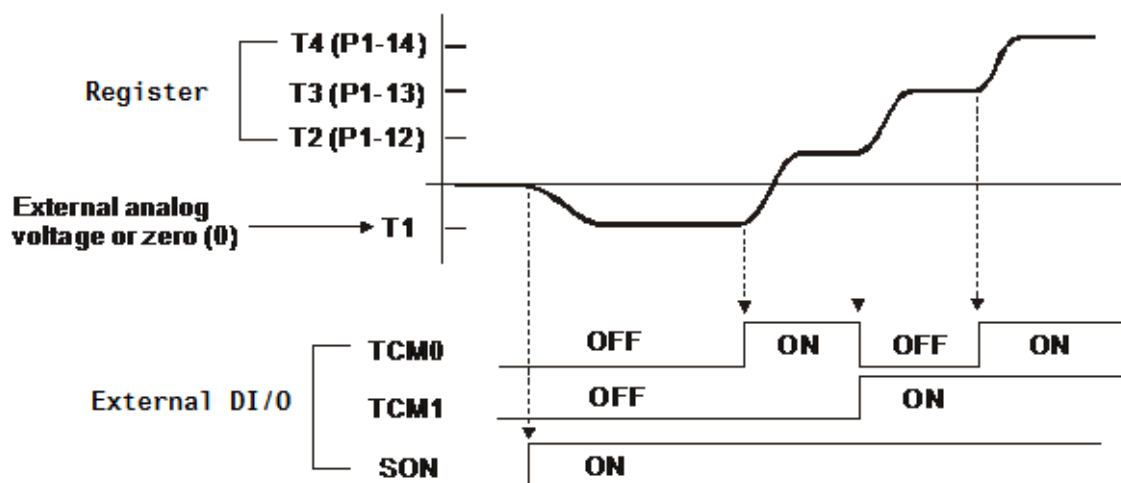 T4 (P1-14)
Register
T3 (P1-13)
T2 (P1-12)
External analog
voltage or zero (0)
T1
TCM0
OFF
ON
OFF
ON
External DI/O
TCM1
OFF
ON
SON
ON